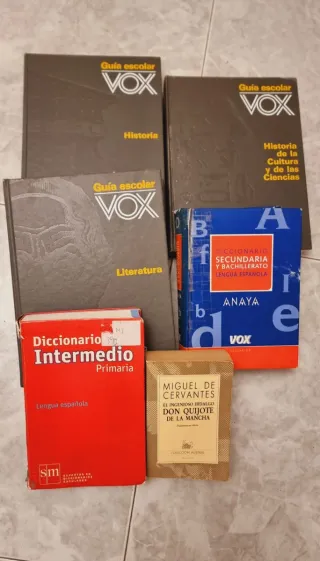 Guía escolar
VOX
Historia
Guía escolar
VOX
Historia
de la
Cultura
y de las
Ciencias
Guía escolar
VOX
Literatura
DICCIONARIO
SECUNDARIA
Y BACHILLERATO
LENGUA ESPAÑOLA
ANAYA
VOX
Diccionario
Intermedio
Primaria
Lengua española
sm
MIGUEL DE
CERVANTES
EL INGENIOSO HIDALGO
DON QUIJOTE
DE LA MANCHA